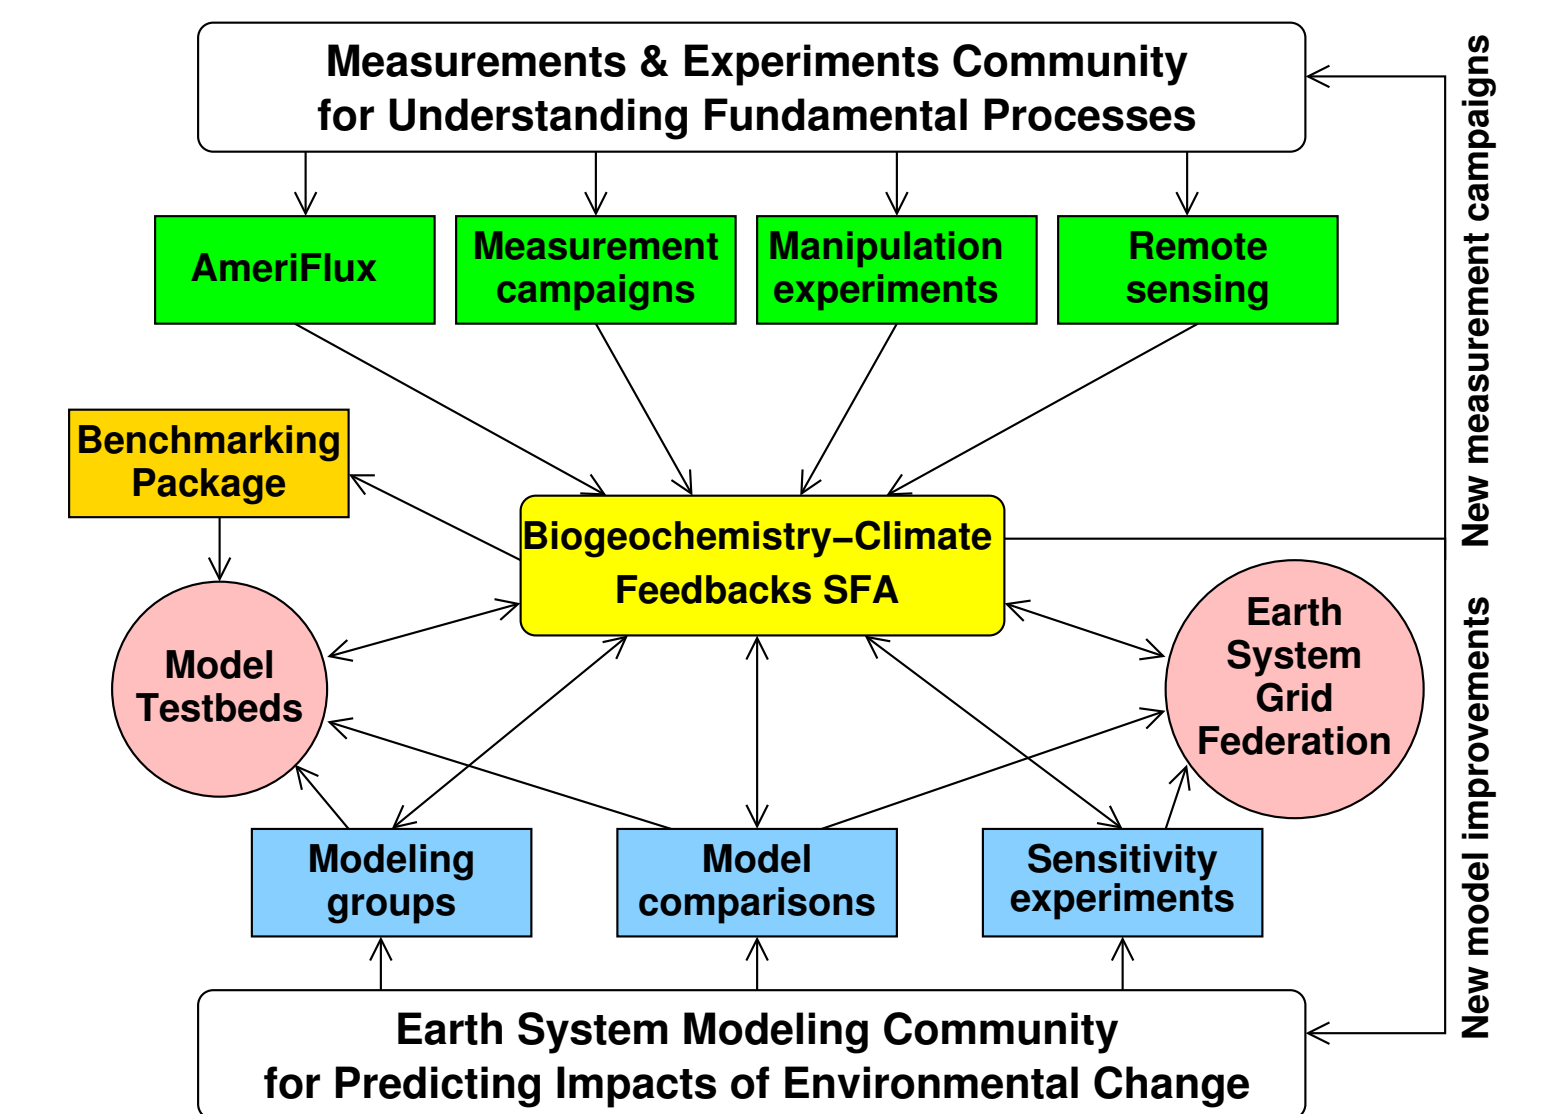 Measurements & Experiments Community
for Understanding Fundamental Processes
New measurement campaigns
AmeriFlux
Measurement
campaigns
Manipulation
experiments
Remote
sensing
Benchmarking
Package
Biogeochemistry–Climate
Feedbacks SFA
Model
Testbeds
Earth
System
Grid
Federation
New model improvements
Modeling
groups
Model
comparisons
Sensitivity
experiments
Earth System Modeling Community
for Predicting Impacts of Environmental Change